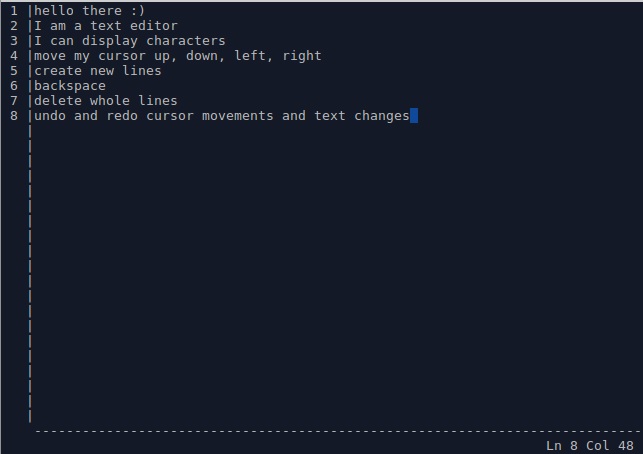 1 |hello there :)
2 |I am a text editor
3 |I can display characters
4 |move my cursor up, down, left, right
5 |create new lines
6 |backspace
7 |delete whole lines
8 |undo and redo cursor movements and text changes
Ln 8 Col 48